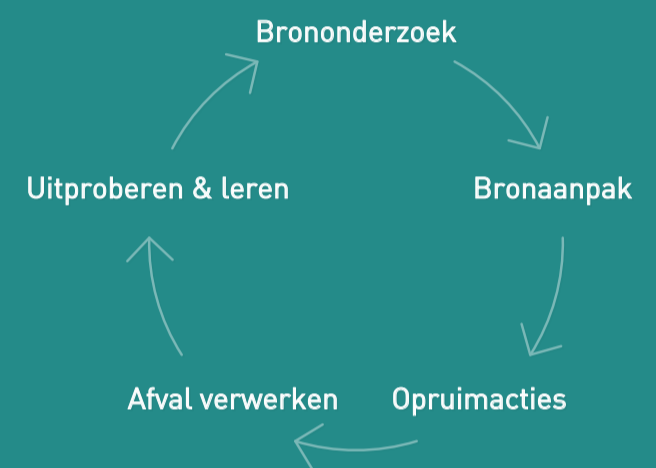 Brononderzoek
Uitproberen & leren
Bronaanpak
Afval verwerken
Opruimacties